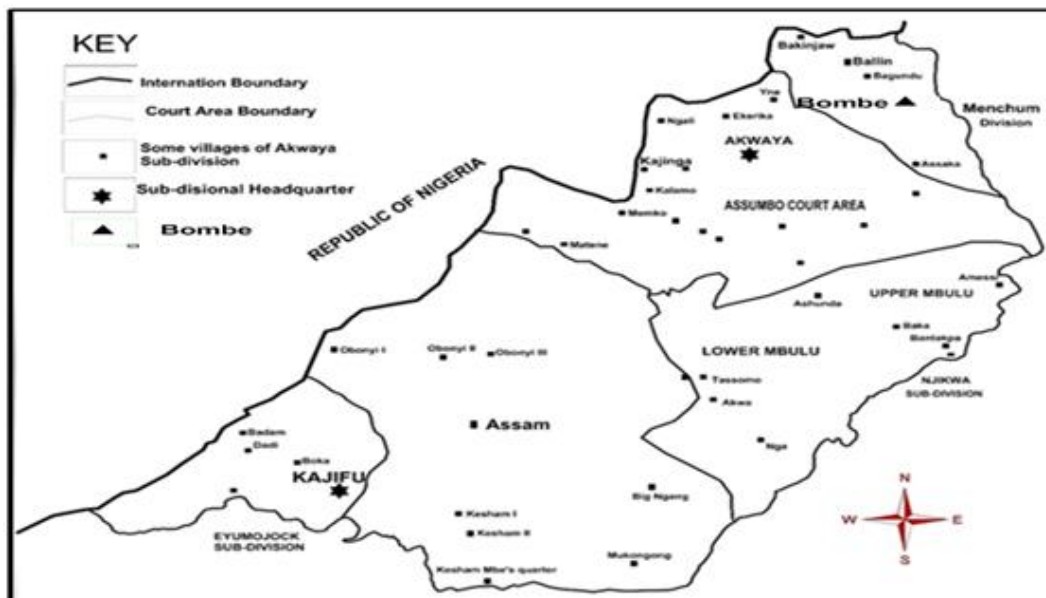 KEY
Internation Boundary
Court Area Boundary
Some villages of Akwaya
Sub-division
Sub-disional Headquarter
Bombe
REPUBLIC OF NIGERIA
Bakinjaw
Ballin
Bagundu
Yne
Bombe
Menchum
Division
Ngali
Ekerika
AKWAYA
Kajinga
Assaka
Kalamo
Memka
ASSUMBO COURT AREA
Matene
Amassi
Ashunda
UPPER MBULU
Baka
Bantakpa
LOWER MBULU
NJIKWA
SUB-DIVISION
Obonyi I
Obonyi II
Obonyi III
Tassomo
Akwa
Assam
Nga
Badam
Dadi
Boka
KAJIFU
Big Ngang
Kesham I
Kesham II
EYUMOJOCK
SUB-DIVISION
Mukongong
Kesham Mbe's quarter
N
W
E
S